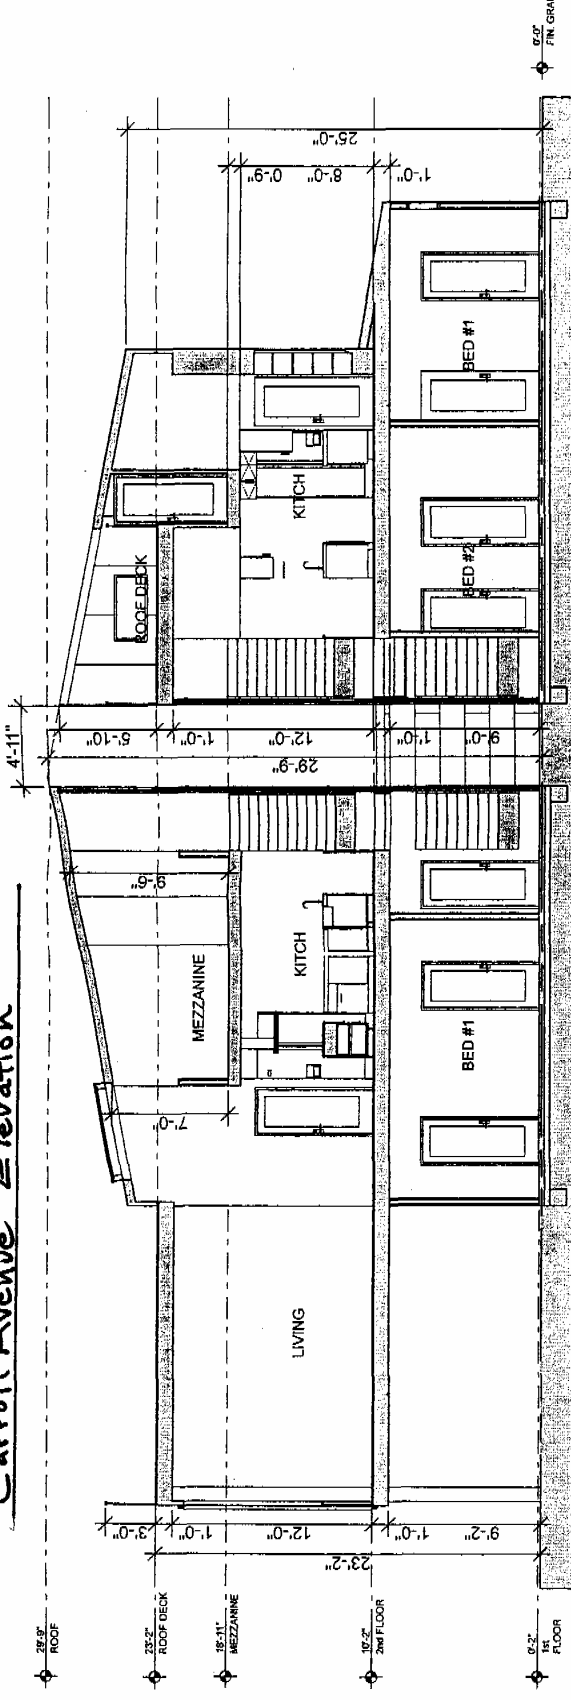 Carroll Avenue Elevation
4'-11"
29'-9"
ROOF
23'-2"
ROOF DECK
18'-11"
MEZZANINE
10'-2"
2nd FLOOR
0'-2"
1st
FLOOR
0'-0"
3'-0"
1'-0"
12'-0"
1'-0"
9'-2"
23'-2"
LIVING
7'-0"
MEZZANINE
9'-6"
KITCH
BED #1
29'-9"
5'-10"
1'-0"
12'-0"
1'-0"
9'-0"
ROOF DECK
KITCH
BED #2
BED #1
0'-9"
8'-0"
1'-0"
25'-0"